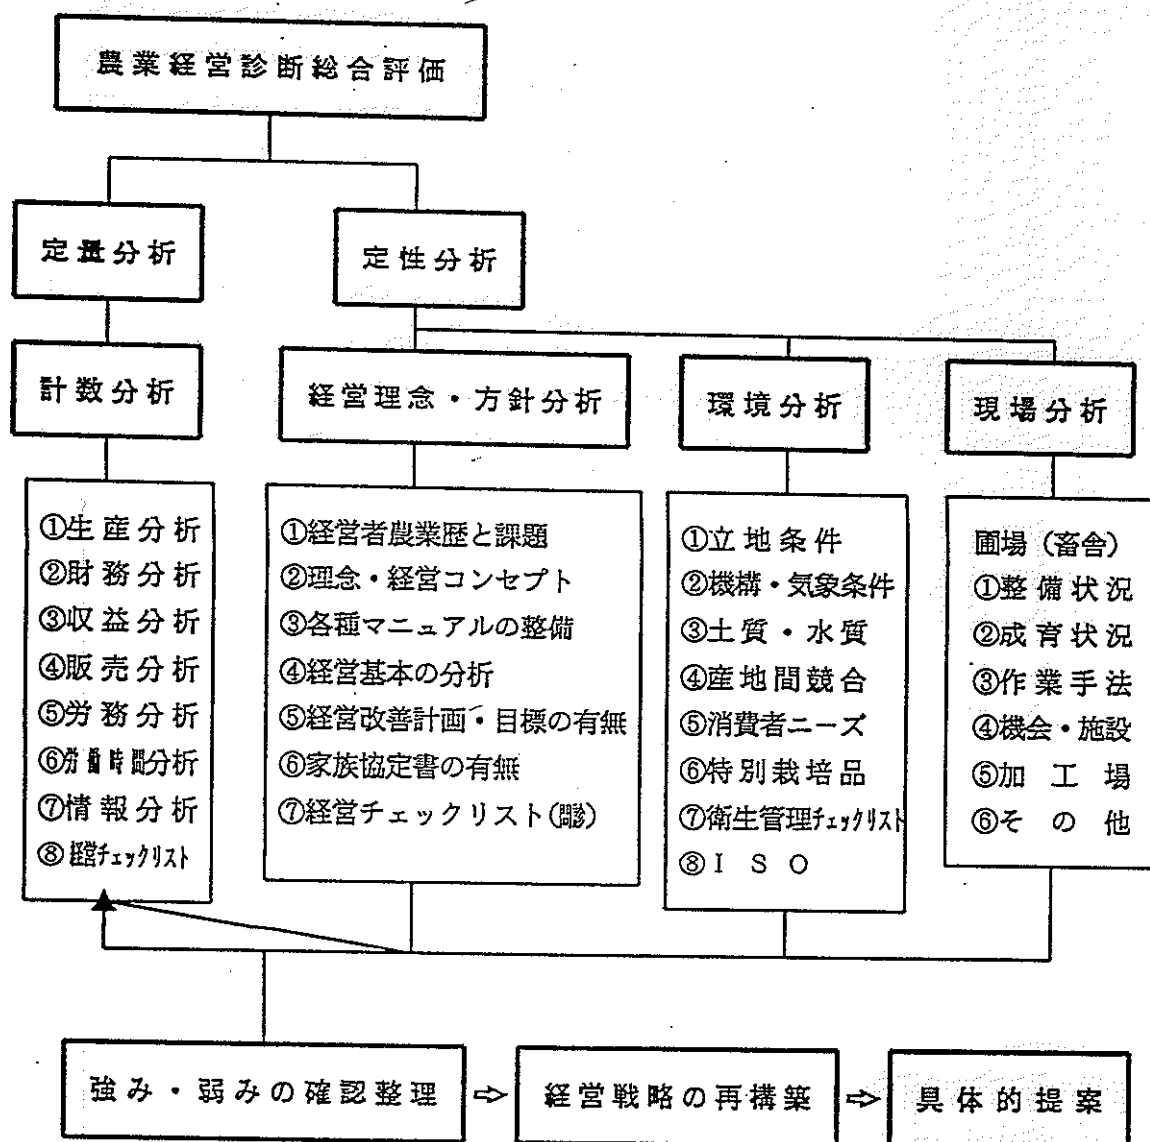 農業経営診断総合評価
定量分析
定性分析
計数分析
経営理念・方針分析
環境分析
現場分析
①生産分析
②財務分析
③収益分析
④販売分析
⑤労務分析
⑥労働時間分析
⑦情報分析
⑧経営チェックリスト
①経営者農業歴と課題
②理念・経営コンセプト
③各種マニュアルの整備
④経営基本の分析
⑤経営改善計画・目標の有無
⑥家族協定書の有無
⑦経営チェックリスト（問診）
①立地条件
②機構・気象条件
③土質・水質
④産地間競合
⑤消費者ニーズ
⑥特別栽培品
⑦衛生管理チェックリスト
⑧ＩＳＯ
圃場（畜舎）
①整備状況
②成育状況
③作業手法
④機会・施設
⑤加工場
⑥その他
強み・弱みの確認整理 ⇨ 経営戦略の再構築 ⇨ 具体的提案